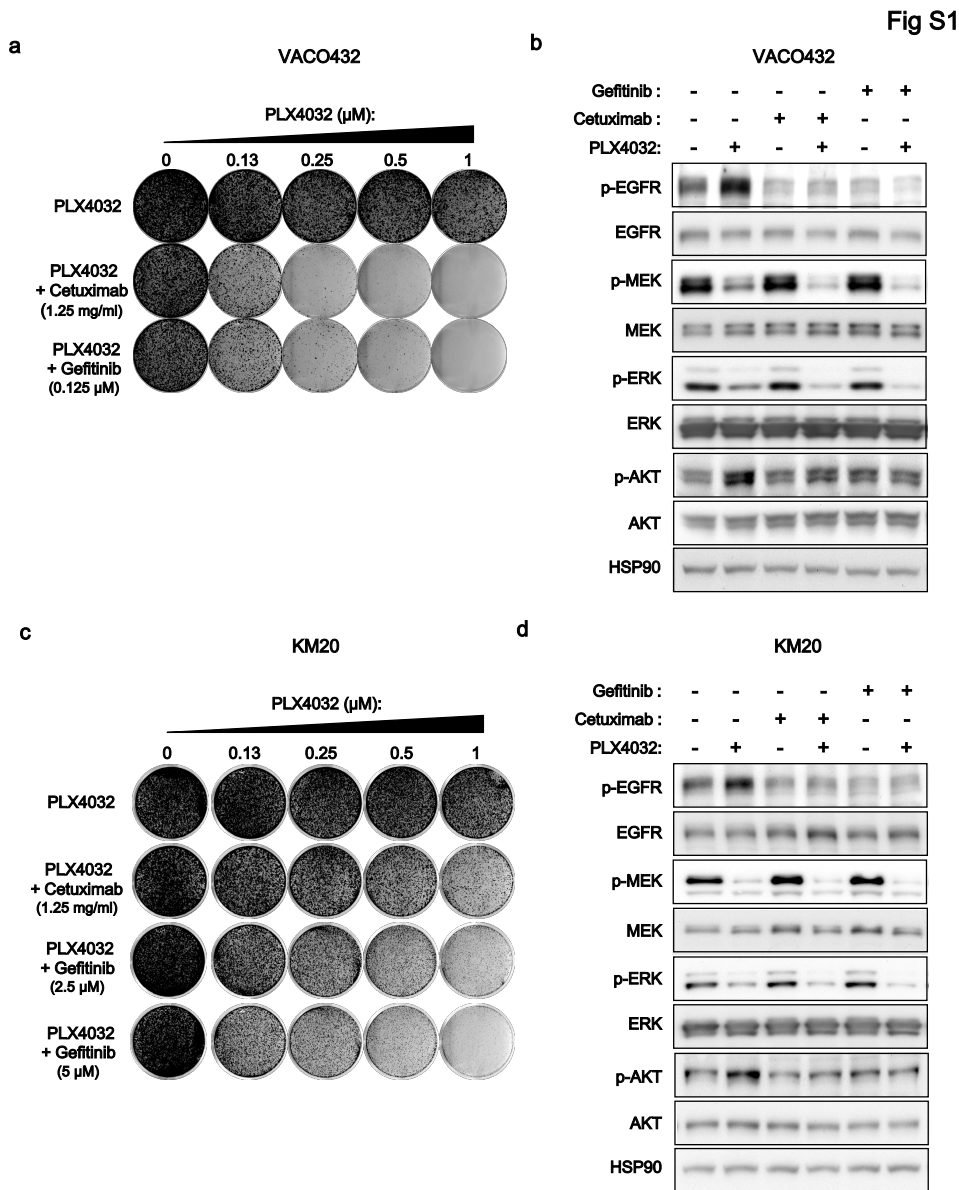 Fig S1
a
VACO432
PLX4032 (µM):
0 0.13 0.25 0.5 1
PLX4032
PLX4032
+ Cetuximab
(1.25 mg/ml)
PLX4032
+ Gefitinib
(0.125 µM)
b
VACO432
Gefitinib : - - - - + +
Cetuximab : - - + + - -
PLX4032: - + - + - +
p-EGFR
EGFR
p-MEK
MEK
p-ERK
ERK
p-AKT
AKT
HSP90
c
KM20
PLX4032 (µM):
0 0.13 0.25 0.5 1
PLX4032
PLX4032
+ Cetuximab
(1.25 mg/ml)
PLX4032
+ Gefitinib
(2.5 µM)
PLX4032
+ Gefitinib
(5 µM)
d
KM20
Gefitinib : - - - - + +
Cetuximab : - - + + - -
PLX4032: - + - + - +
p-EGFR
EGFR
p-MEK
MEK
p-ERK
ERK
p-AKT
AKT
HSP90